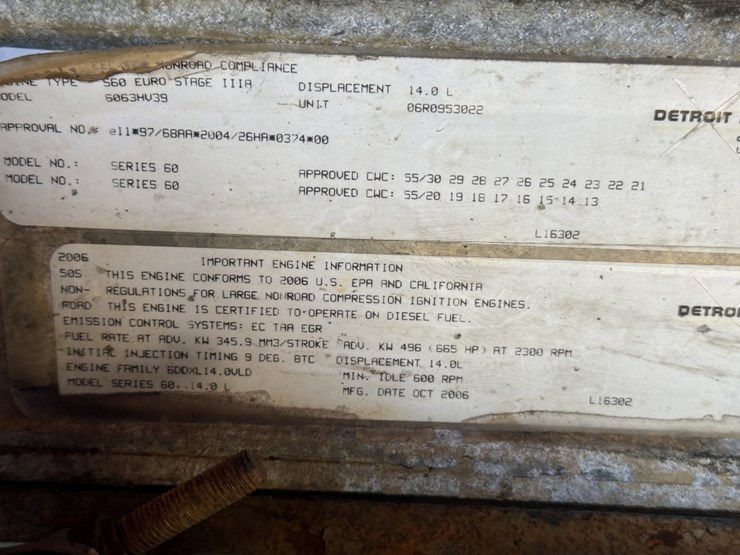 NONROAD COMPLIANCE
TYPE S60 EURO STAGE IIIA
DISPLACEMENT 14.0 L
ODEL 6063HV39
UNIT 06R0953022
DETROIT
APPROVAL NO.* e11*97/68AA*2004/26HA*0374*00
MODEL NO.: SERIES 60 APPROVED CWC: 55/30 29 28 27 26 25 24 23 22 21
MODEL NO.: SERIES 60 APPROVED CWC: 55/20 19 18 17 16 15 14 13
L16302
2006 IMPORTANT ENGINE INFORMATION
50S THIS ENGINE CONFORMS TO 2006 U.S. EPA AND CALIFORNIA
NON- REGULATIONS FOR LARGE NONROAD COMPRESSION IGNITION ENGINES.
ROAD THIS ENGINE IS CERTIFIED TO OPERATE ON DIESEL FUEL.
DETRO
EMISSION CONTROL SYSTEMS: EC TAA EGR
FUEL RATE AT ADV. KW 345.9 MM3/STROKE ADV. KW 496 (665 HP) AT 2300 RPM
INITIAL INJECTION TIMING 9 DEG. BTC DISPLACEMENT 14.0L
ENGINE FAMILY 6DDXL14.0VLD MIN. IDLE 600 RPM
MODEL SERIES 60..14.0 L MFG. DATE OCT 2006
L16302